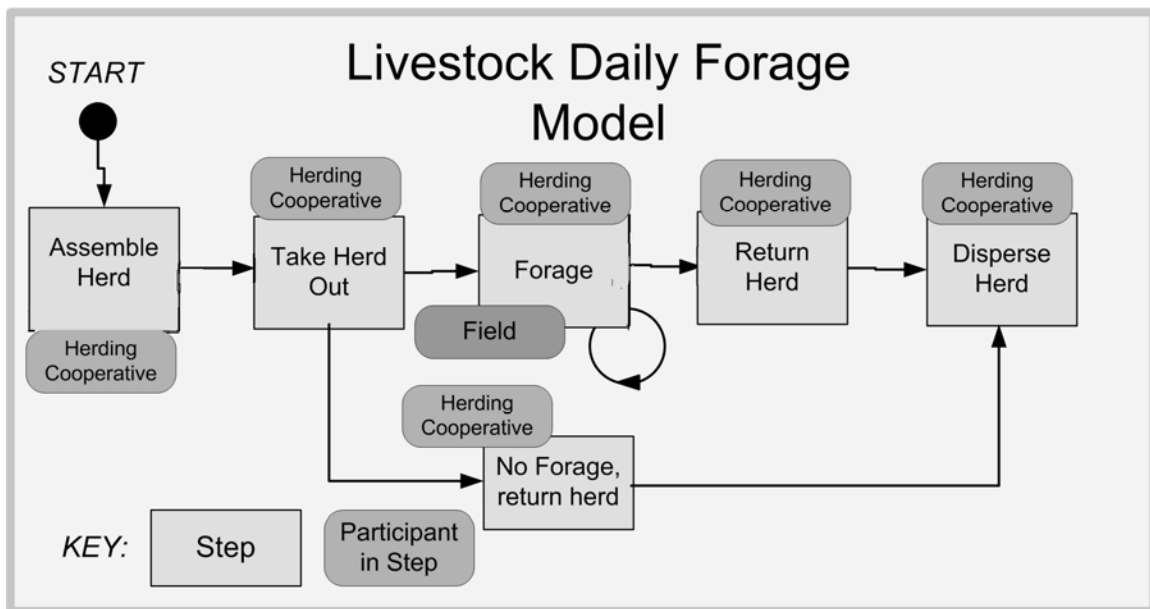 Livestock Daily Forage
Model
START
Herding
Cooperative
Herding
Cooperative
Herding
Cooperative
Herding
Cooperative
Assemble
Herd
Take Herd
Out
Forage
Return
Herd
Disperse
Herd
Herding
Cooperative
Field
Herding
Cooperative
No Forage,
return herd
KEY:
Step
Participant
in Step